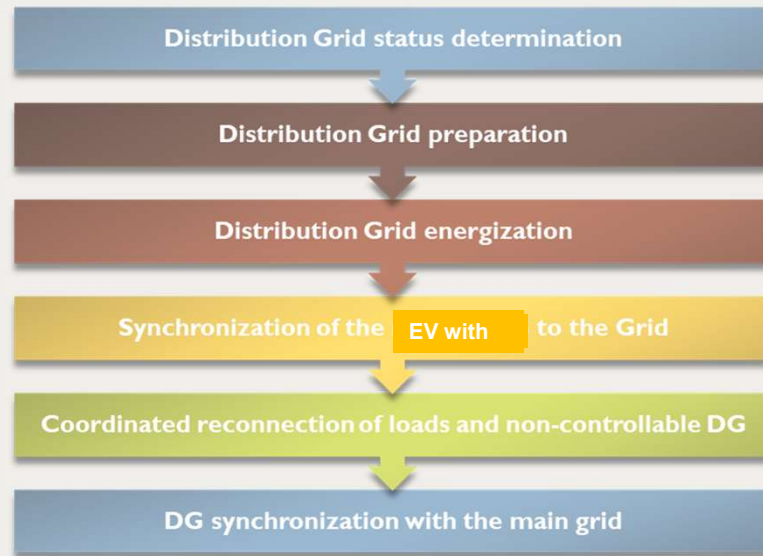 Distribution Grid status determination
Distribution Grid preparation
Distribution Grid energization
Synchronization of the EV with to the Grid
Coordinated reconnection of loads and non-controllable DG
DG synchronization with the main grid